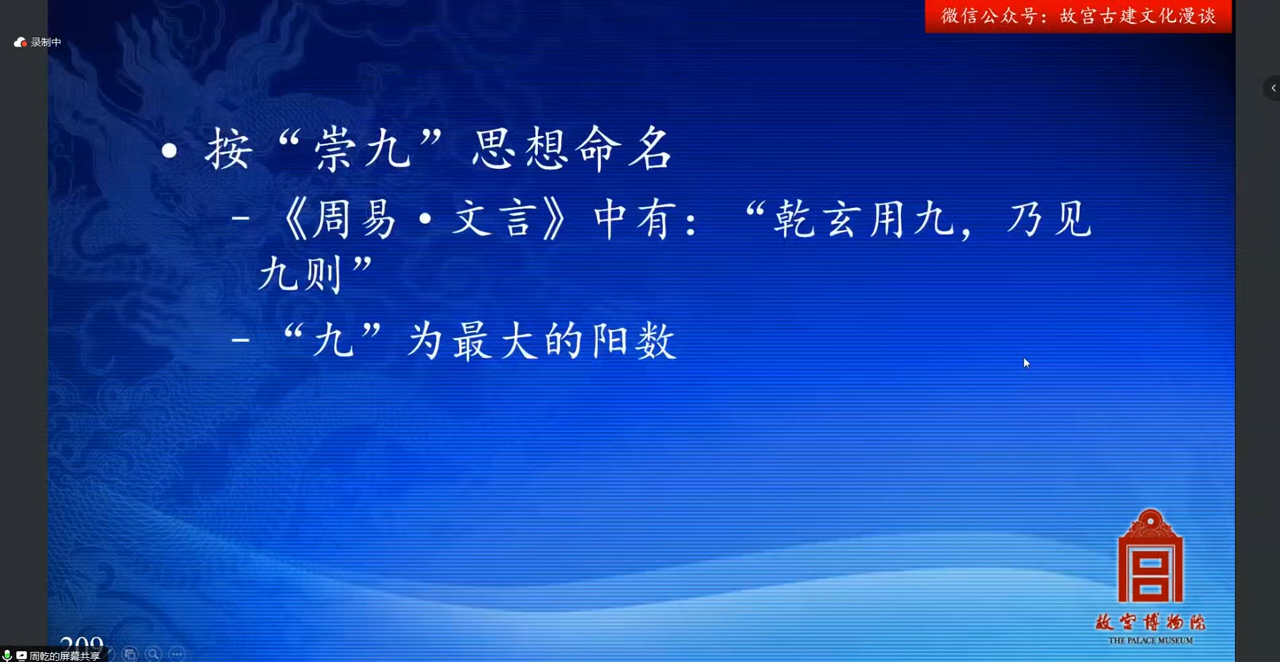 微信公众号：故宫古建文化漫谈
录制中
• 按“崇九”思想命名
– 《周易•文言》中有：“乾玄用九，乃见
九则”
– “九”为最大的阳数
故宫博物院
THE PALACE MUSEUM
209
周乾的屏幕共享